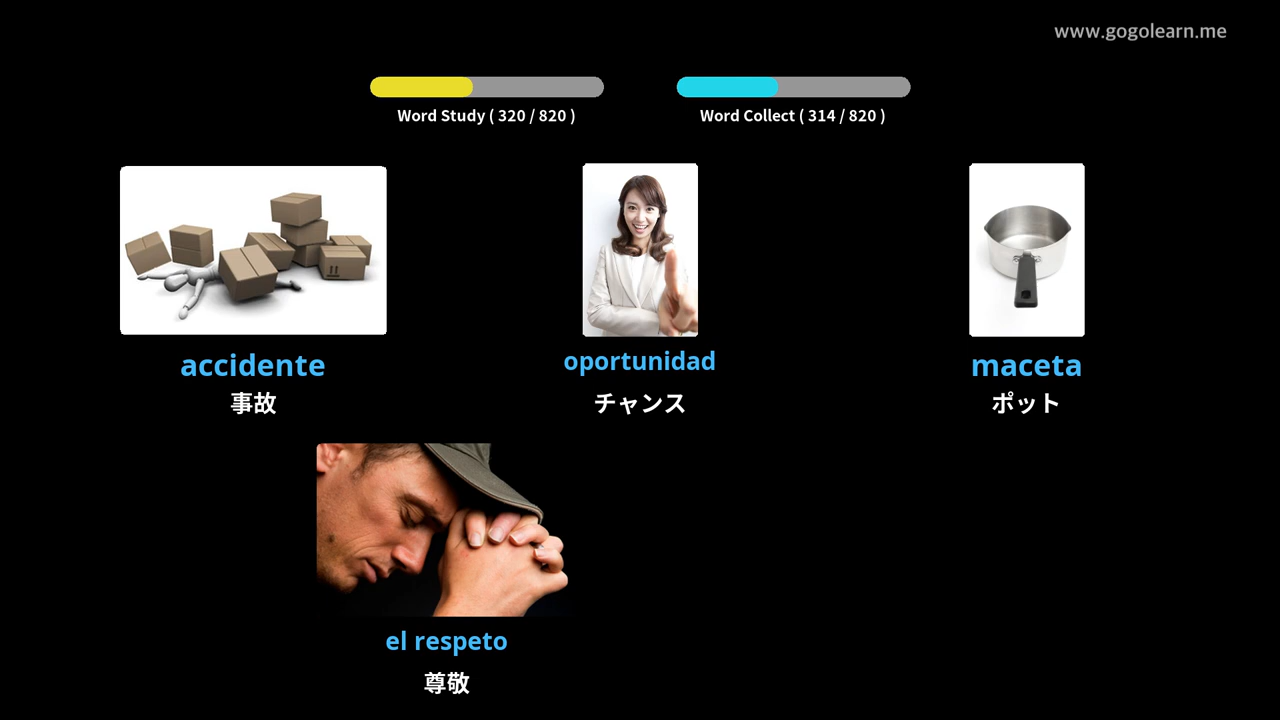 www.gogolearn.me
Word Study ( 320 / 820 )
Word Collect ( 314 / 820 )
accidente
事故
oportunidad
チャンス
maceta
ポット
el respeto
尊敬